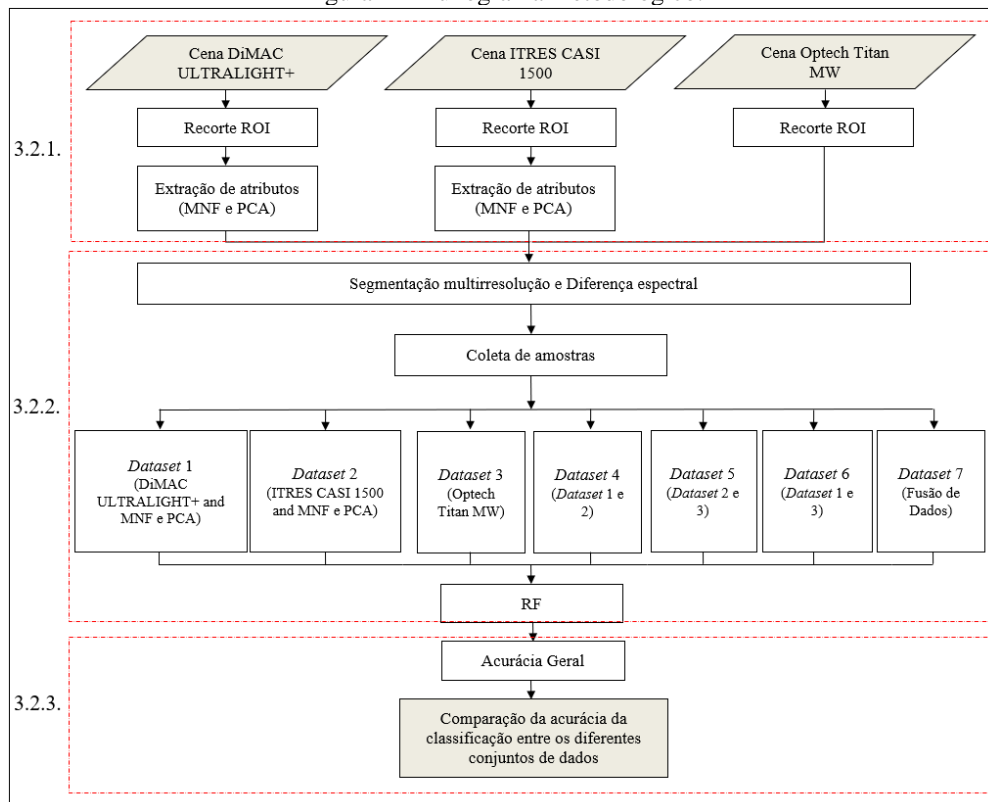 Cena DiMAC
ULTRALIGHT+
Cena ITRES CASI
1500
Cena Optech Titan
MW
Recorte ROI
Recorte ROI
Recorte ROI
3.2.1.
Extração de atributos
(MNF e PCA)
Extração de atributos
(MNF e PCA)
Segmentação multirresolução e Diferença espectral
Coleta de amostras
3.2.2.
Dataset 1
(DiMAC
ULTRALIGHT+ and
MNF e PCA)
Dataset 2
(ITRES CASI 1500
and MNF e PCA)
Dataset 3
(Optech
Titan MW)
Dataset 4
(Dataset 1 e
2)
Dataset 5
(Dataset 2 e
3)
Dataset 6
(Dataset 1 e
3)
Dataset 7
(Fusão de
Dados)
RF
Acurácia Geral
3.2.3.
Comparação da acurácia da
classificação entre os diferentes
conjuntos de dados